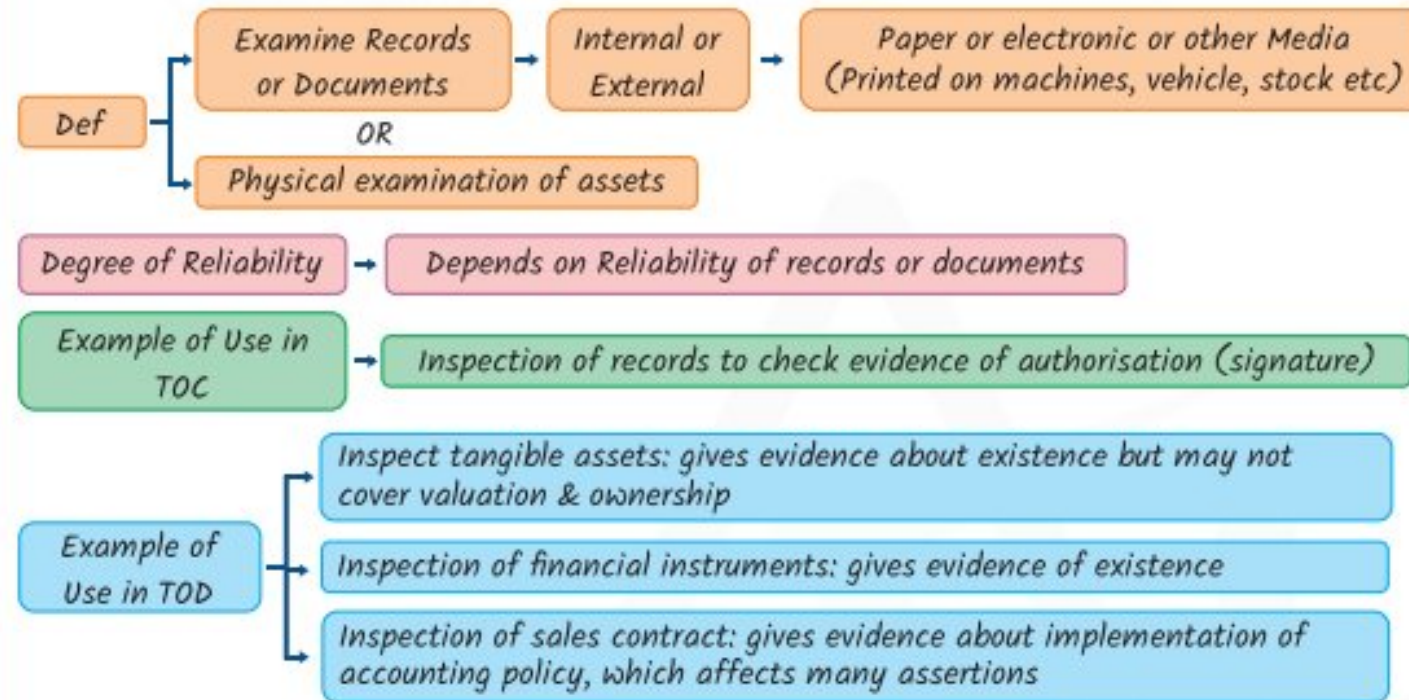 Def
Examine Records
or Documents
Internal or
External
Paper or electronic or other Media
(Printed on machines, vehicle, stock etc)
OR
Physical examination of assets
Degree of Reliability
Depends on Reliability of records or documents
Example of Use in
TOC
Inspection of records to check evidence of authorisation (signature)
Example of
Use in TOD
Inspect tangible assets: gives evidence about existence but may not
cover valuation & ownership
Inspection of financial instruments: gives evidence of existence
Inspection of sales contract: gives evidence about implementation of
accounting policy, which affects many assertions